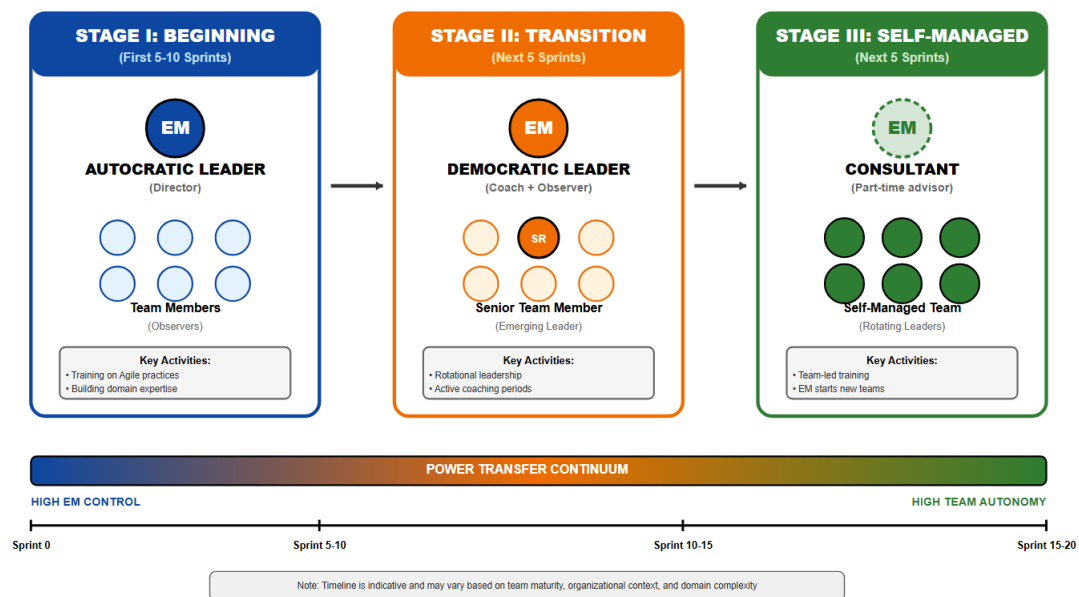 STAGE I: BEGINNING
(First 5-10 Sprints)
EM
AUTOCRATIC LEADER
(Director)
Team Members
(Observers)
Key Activities:
• Training on Agile practices
• Building domain expertise
STAGE II: TRANSITION
(Next 5 Sprints)
EM
DEMOCRATIC LEADER
(Coach + Observer)
SR
Senior Team Member
(Emerging Leader)
Key Activities:
• Rotational leadership
• Active coaching periods
STAGE III: SELF-MANAGED
(Next 5 Sprints)
EM
CONSULTANT
(Part-time advisor)
Self-Managed Team
(Rotating Leaders)
Key Activities:
• Team-led training
• EM starts new teams
POWER TRANSFER CONTINUUM
HIGH EM CONTROL
HIGH TEAM AUTONOMY
Sprint 0
Sprint 5-10
Sprint 10-15
Sprint 15-20
Note: Timeline is indicative and may vary based on team maturity, organizational context, and domain complexity